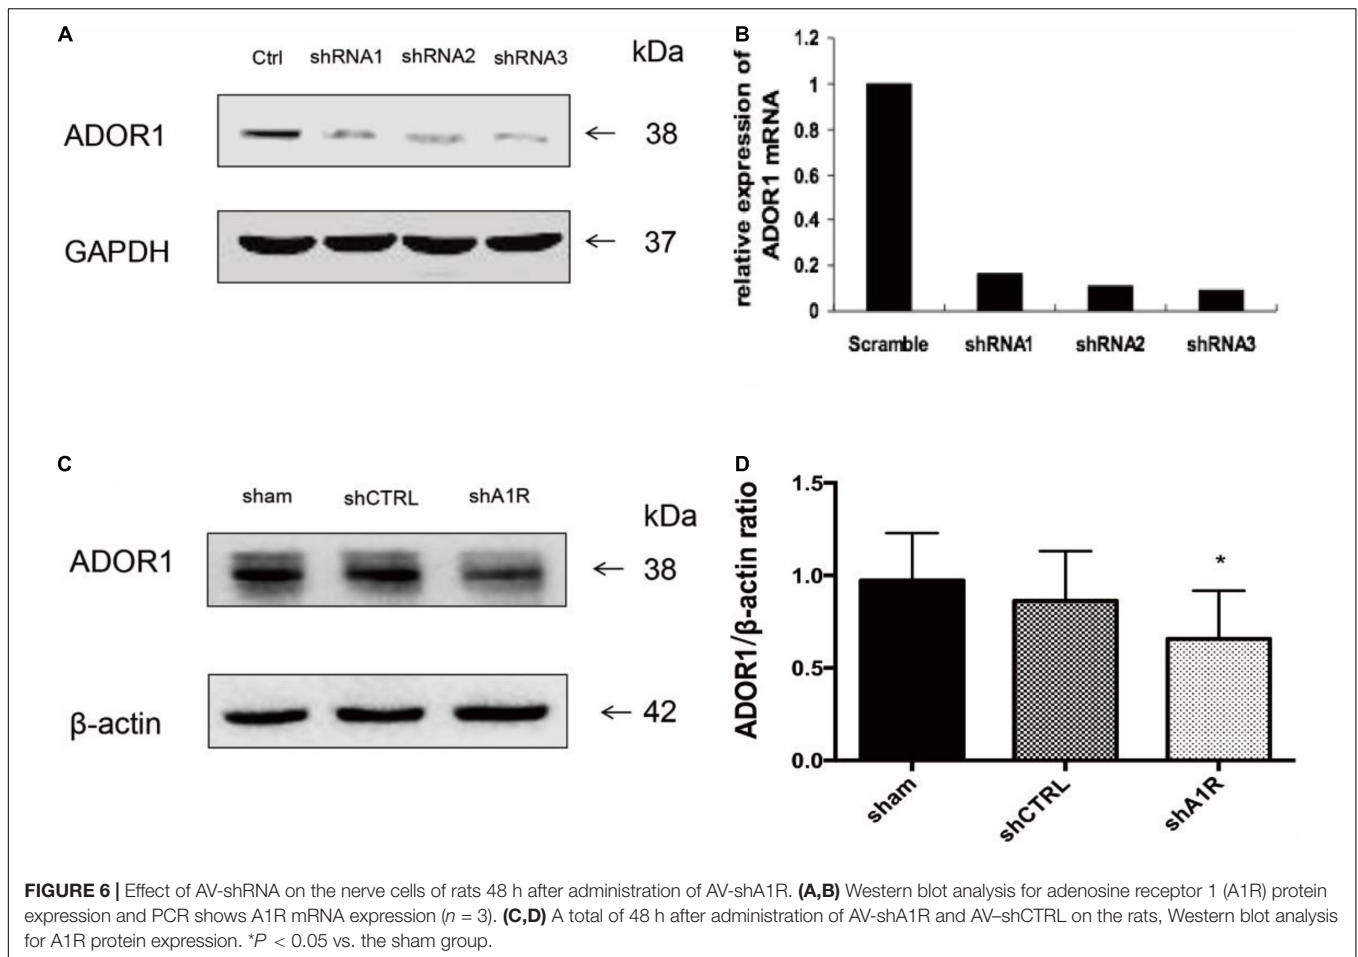 A
Ctrl shRNA1 shRNA2 shRNA3 kDa
ADOR1 ← 38
GAPDH ← 37
B
relative expression of
ADOR1 mRNA
1.2
1
0.8
0.6
0.4
0.2
0
Scramble shRNA1 shRNA2 shRNA3
C
sham shCTRL shA1R kDa
ADOR1 ← 38
β-actin ← 42
D
ADOR1/β-actin ratio
1.5
1.0
0.5
0.0
*
sham shCTRL shA1R
FIGURE 6 | Effect of AV-shRNA on the nerve cells of rats 48 h after administration of AV-shA1R. (A,B) Western blot analysis for adenosine receptor 1 (A1R) protein
expression and PCR shows A1R mRNA expression (n = 3). (C,D) A total of 48 h after administration of AV-shA1R and AV–shCTRL on the rats, Western blot analysis
for A1R protein expression. *P < 0.05 vs. the sham group.